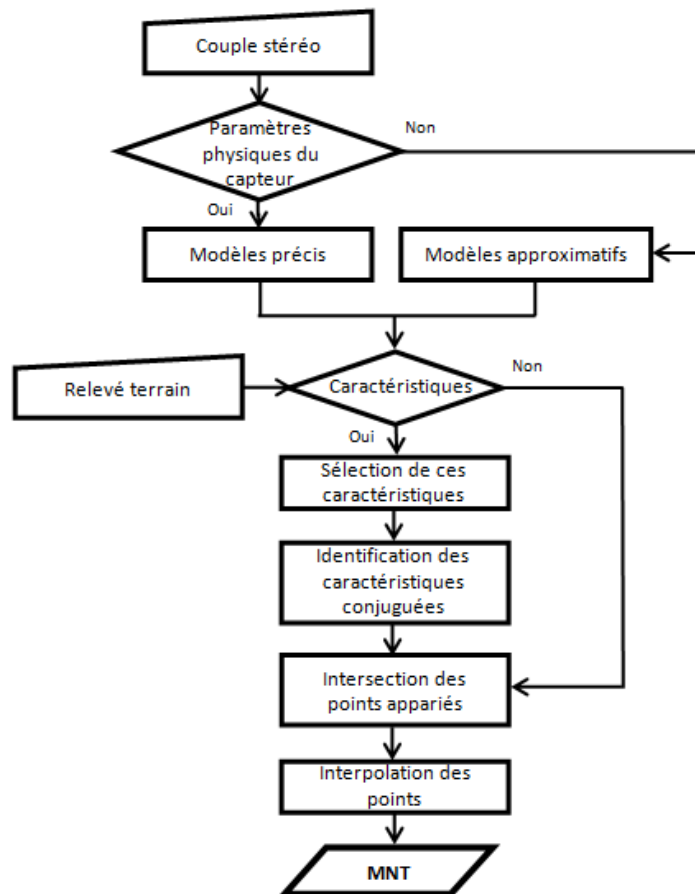 Couple stéréo
Paramètres
physiques du
capteur
Non
Oui
Modèles précis
Modèles approximatifs
Relevé terrain
Caractéristiques
Non
Oui
Sélection de ces
caractéristiques
Identification des
caractéristiques
conjuguées
Intersection des
points appariés
Interpolation des
points
MNT